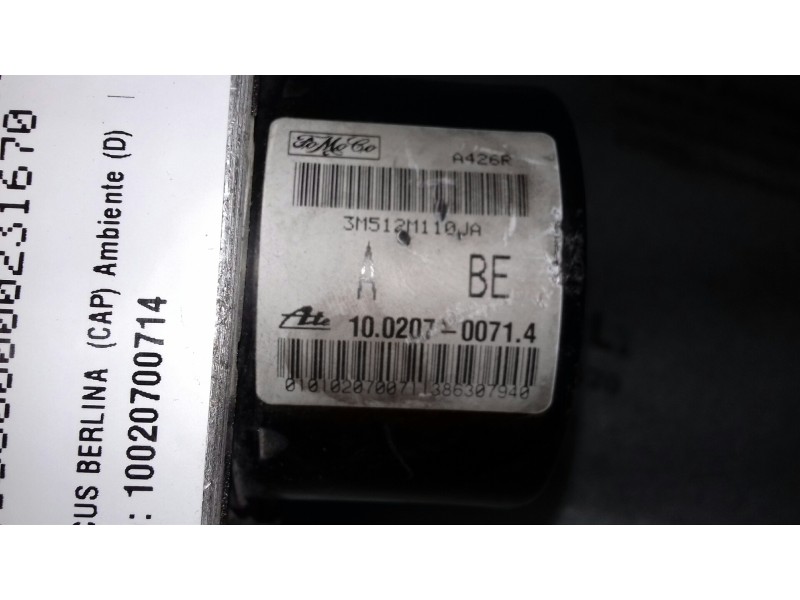 FoMoCo
A426R
3M512M110JA
A BE
Ate 10.0207-0071.4
0101020700711386307940
CUS BERLINA (CAP) Ambiente (D)
: 10020700714